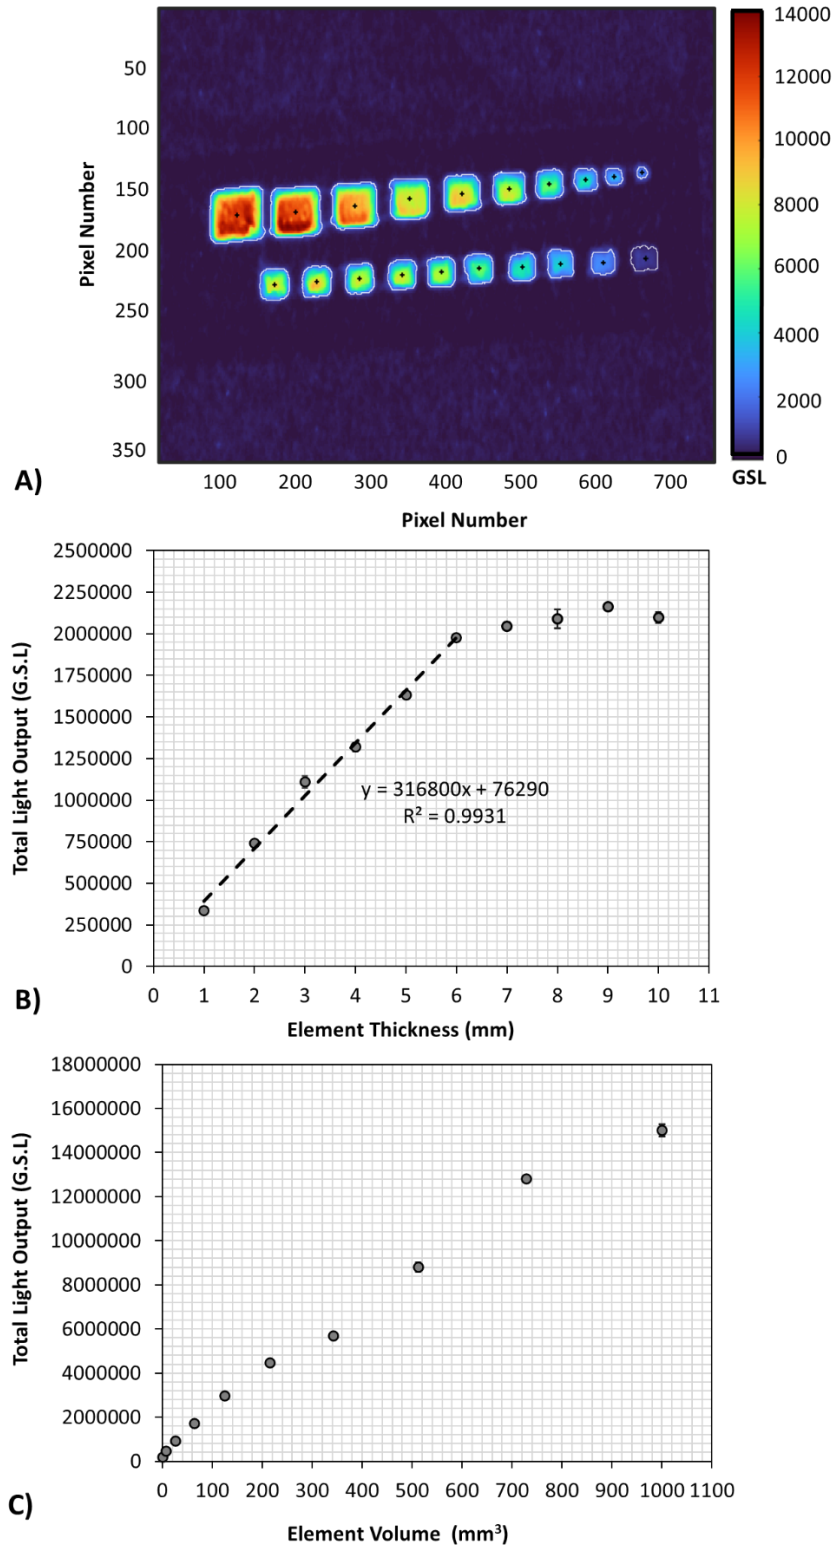 14000
50
12000
100
10000
150
8000
Pixel Number
200
6000
250
4000
300
2000
350
0
GSL
A)
100 200 300 400 500 600 700
Pixel Number
2500000
2250000
2000000
1750000
1500000
1250000
1000000
750000
500000
250000
0
Total Light Output (G.S.L)
y = 316800x + 76290
R² = 0.9931
0 1 2 3 4 5 6 7 8 9 10 11
B)
Element Thickness (mm)
18000000
16000000
14000000
12000000
10000000
8000000
6000000
4000000
2000000
0
Total Light Output (G.S.L)
0 100 200 300 400 500 600 700 800 900 1000 1100
C)
Element Volume (mm³)